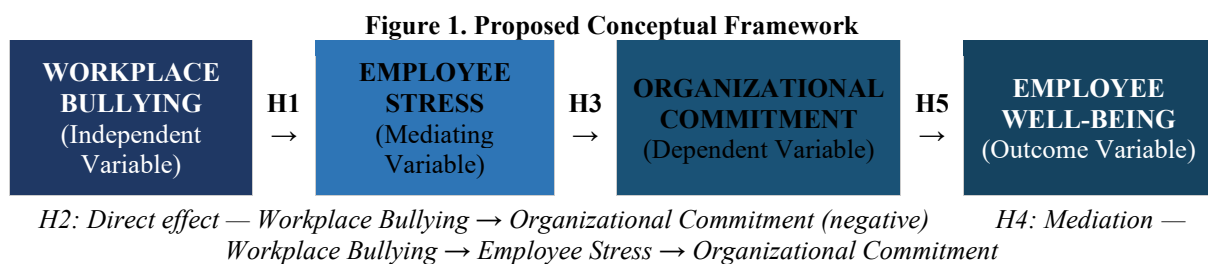 Figure 1. Proposed Conceptual Framework
WORKPLACE
BULLYING
(Independent
Variable)
H1
→
EMPLOYEE
STRESS
(Mediating
Variable)
H3
→
ORGANIZATIONAL
COMMITMENT
(Dependent Variable)
H5
→
EMPLOYEE
WELL-BEING
(Outcome Variable)
H2: Direct effect — Workplace Bullying → Organizational Commitment (negative) H4: Mediation —
Workplace Bullying → Employee Stress → Organizational Commitment